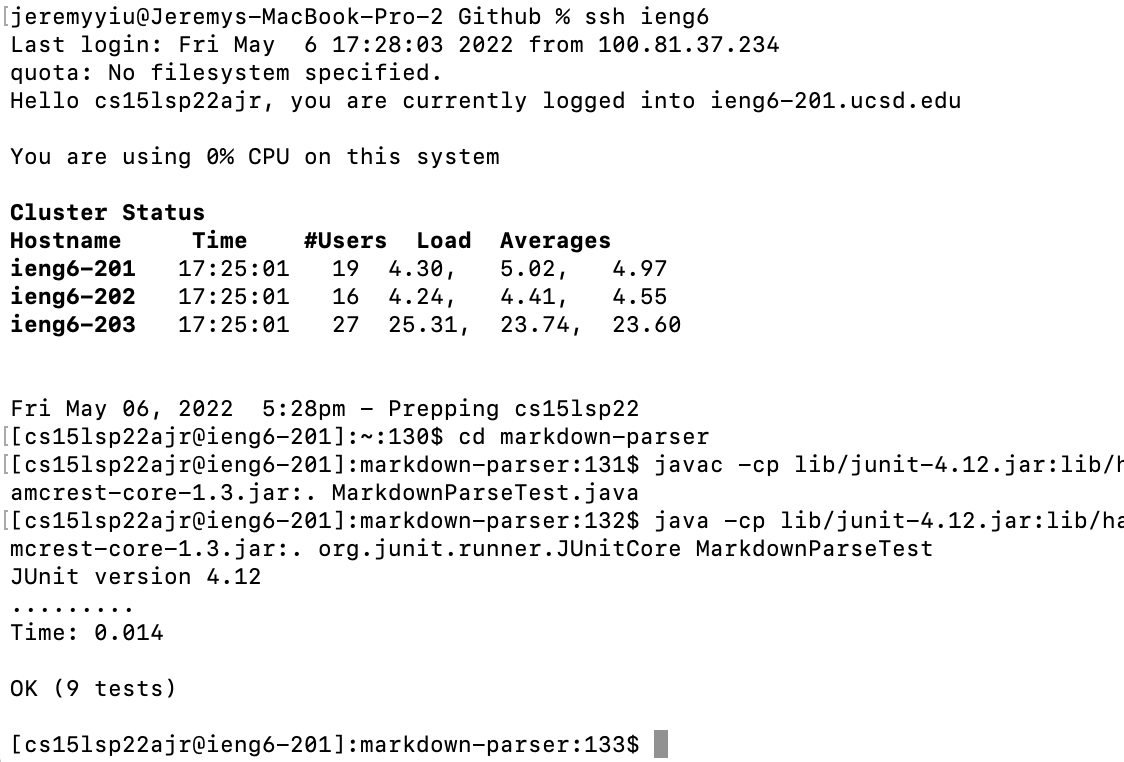 [jeremyyiu@Jeremys-MacBook-Pro-2 Github % ssh ieng6
Last login: Fri May  6 17:28:03 2022 from 100.81.37.234
quota: No filesystem specified.
Hello cs15lsp22ajr, you are currently logged into ieng6-201.ucsd.edu
You are using 0% CPU on this system
Cluster Status
Hostname     Time    #Users  Load  Averages
ieng6-201   17:25:01   19  4.30,   5.02,   4.97
ieng6-202   17:25:01   16  4.24,   4.41,   4.55
ieng6-203   17:25:01   27  25.31,  23.74,  23.60
Fri May 06, 2022  5:28pm - Prepping cs15lsp22
[[cs15lsp22ajr@ieng6-201]:~:130$ cd markdown-parser
[[cs15lsp22ajr@ieng6-201]:markdown-parser:131$ javac -cp lib/junit-4.12.jar:lib/h
amcrest-core-1.3.jar:. MarkdownParseTest.java
[[cs15lsp22ajr@ieng6-201]:markdown-parser:132$ java -cp lib/junit-4.12.jar:lib/ha
mcrest-core-1.3.jar:. org.junit.runner.JUnitCore MarkdownParseTest
JUnit version 4.12
.........
Time: 0.014
OK (9 tests)
[cs15lsp22ajr@ieng6-201]:markdown-parser:133$